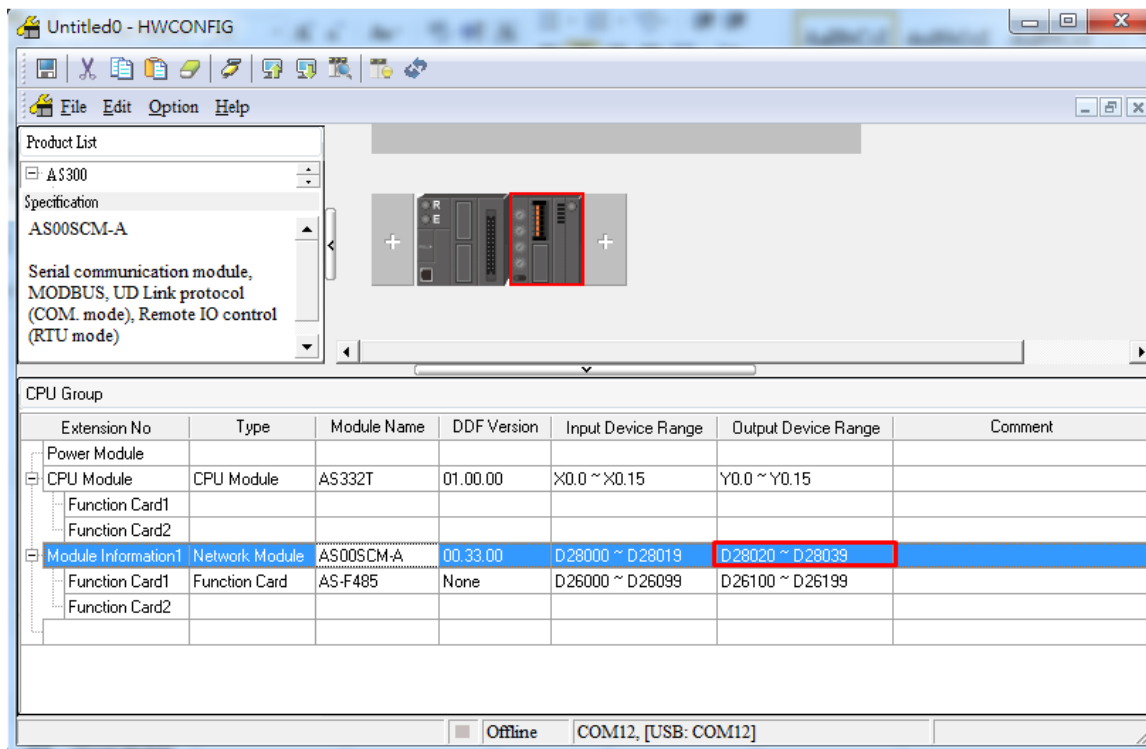 Untitled0 - HWCONFIG
File Edit Option Help
Product List
AS300
Specification
AS00SCM-A
Serial communication module,
MODBUS, UD Link protocol
(COM. mode), Remote IO control
(RTU mode)
R
E
CPU Group
Extension No Type Module Name DDF Version Input Device Range Output Device Range Comment
Power Module
CPU Module CPU Module AS332T 01.00.00 X0.0 ~ X0.15 Y0.0 ~ Y0.15
Function Card1
Function Card2
Module Information1 Network Module AS00SCM-A 00.33.00 D28000 ~ D28019 D28020 ~ D28039
Function Card1 Function Card AS-F485 None D26000 ~ D26099 D26100 ~ D26199
Function Card2
Offline COM12, [USB: COM12]